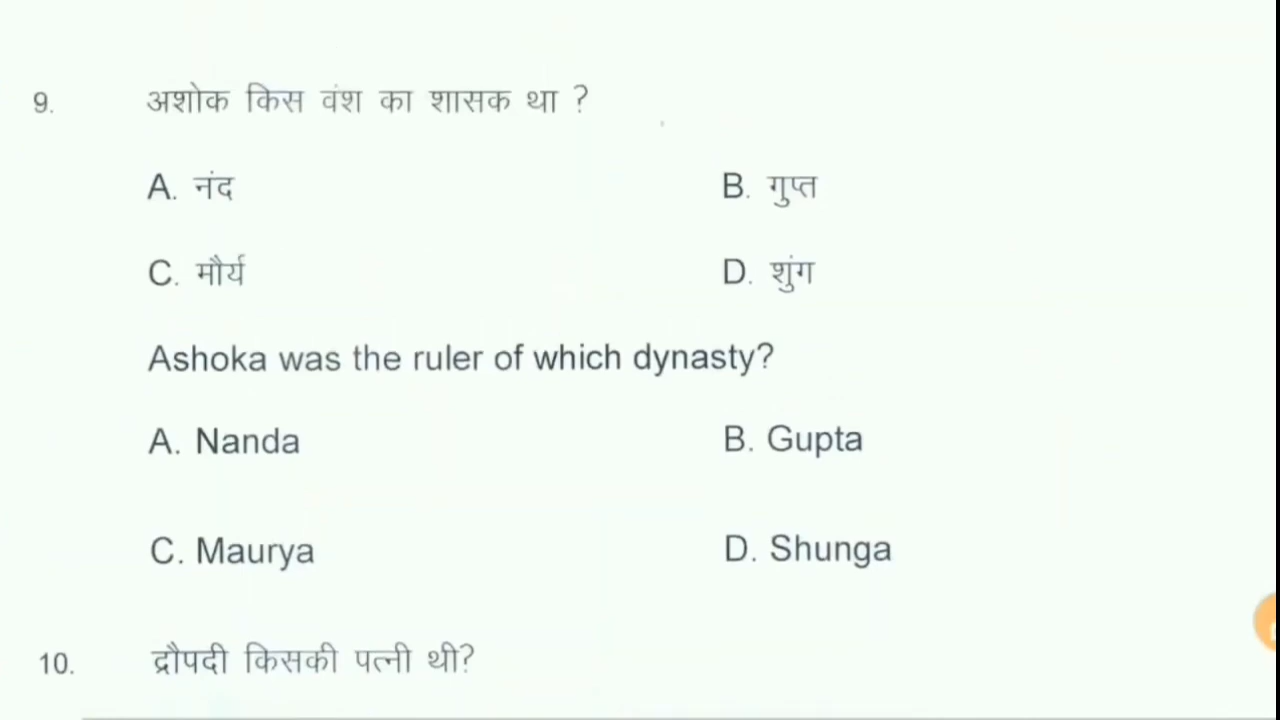 9. अशोक किस वंश का शासक था ?
A. नंद B. गुप्त
C. मौर्य D. शुंग
Ashoka was the ruler of which dynasty?
A. Nanda B. Gupta
C. Maurya D. Shunga
10. द्रौपदी किसकी पत्नी थी?